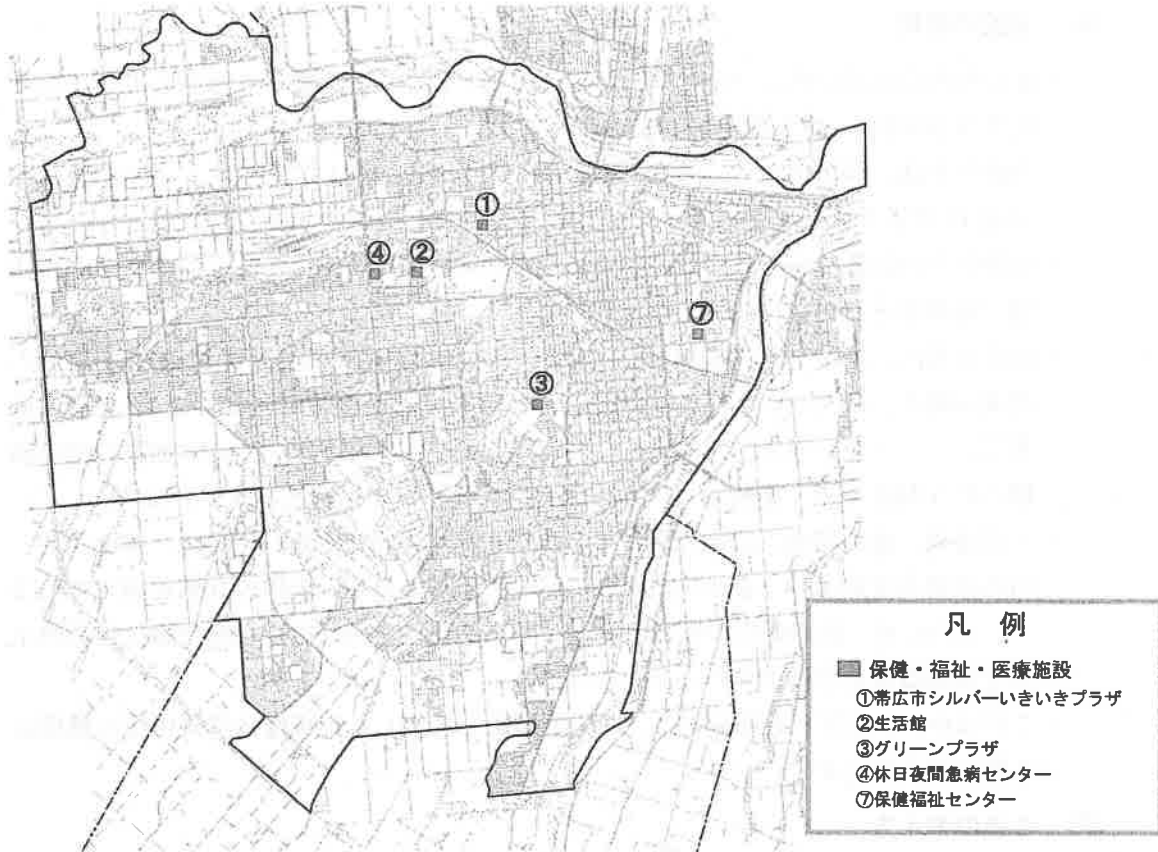 ①
④
②
⑦
③
凡 例
保健・福祉・医療施設
①帯広市シルバーいきいきプラザ
②生活館
③グリーンプラザ
④休日夜間急病センター
⑦保健福祉センター